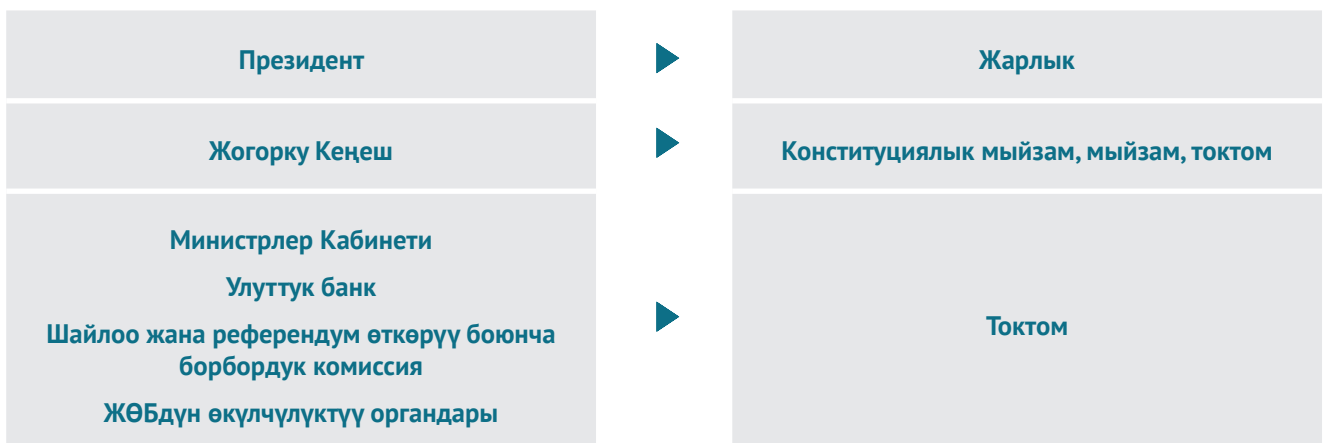 Президент
Жарлык
Жогорку Кеңеш
Конституциялык мыйзам, мыйзам, токтом
Министрлер Кабинети
Улуттук банк
Шайлоо жана референдум өткөрүү боюнча
борбордук комиссия
ЖӨБдүн өкүлчүлүктүү органдары
Токтом